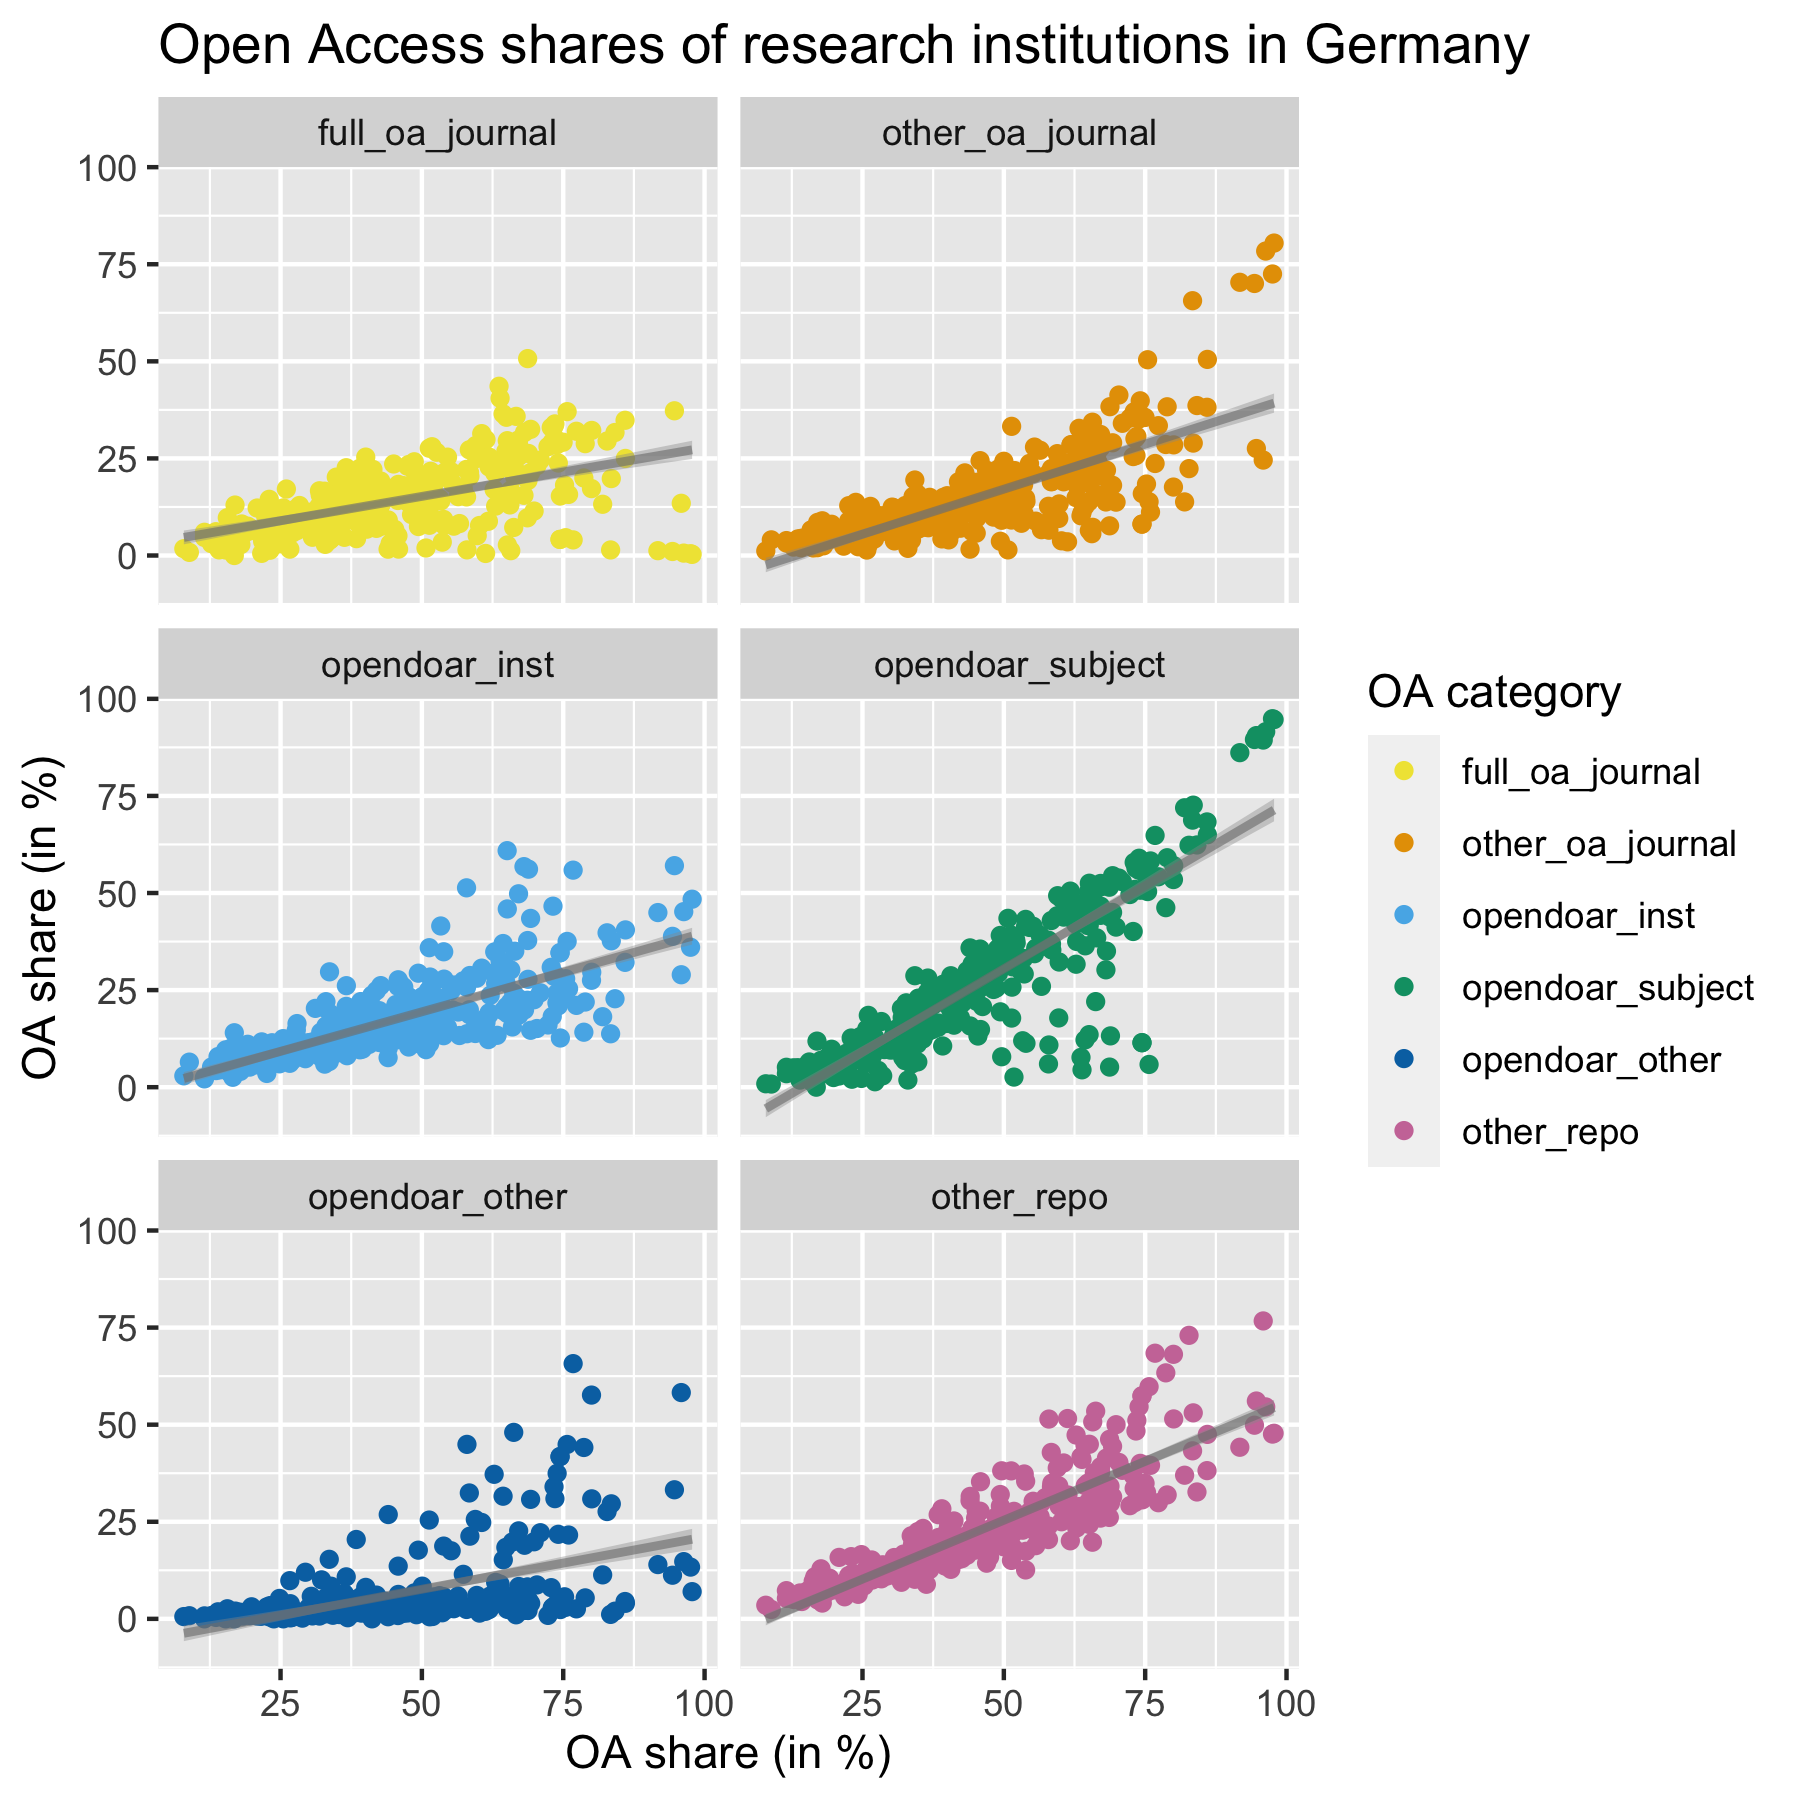 Open Access shares of research institutions in Germany
full_oa_journal
other_oa_journal
100
75
50
25
0
opendoar_inst
opendoar_subject
100
75
50
25
0
opendoar_other
other_repo
100
75
50
25
0
25
50
75
100
25
50
75
100
OA share (in %)
OA share (in %)
OA category
full_oa_journal
other_oa_journal
opendoar_inst
opendoar_subject
opendoar_other
other_repo